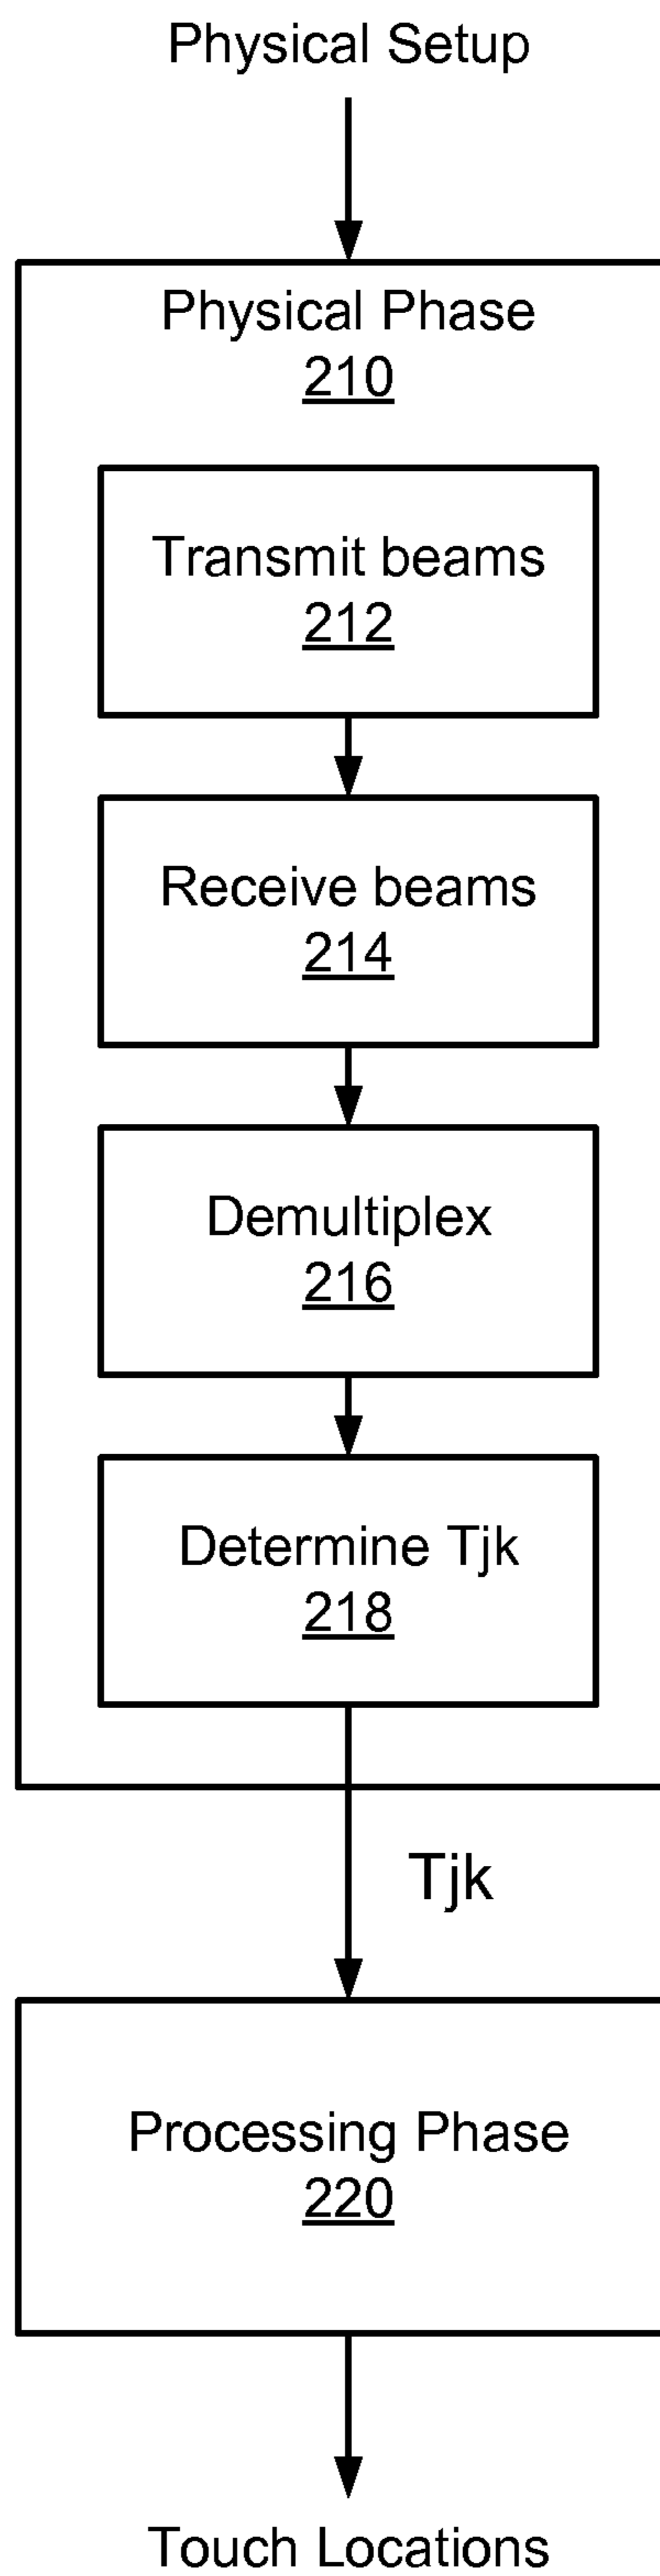 Physical Setup
Physical Phase
210
Transmit beams
212
Receive beams
214
Demultiplex
216
Determine Tjk
218
Tjk
Processing Phase
220
Touch Locations